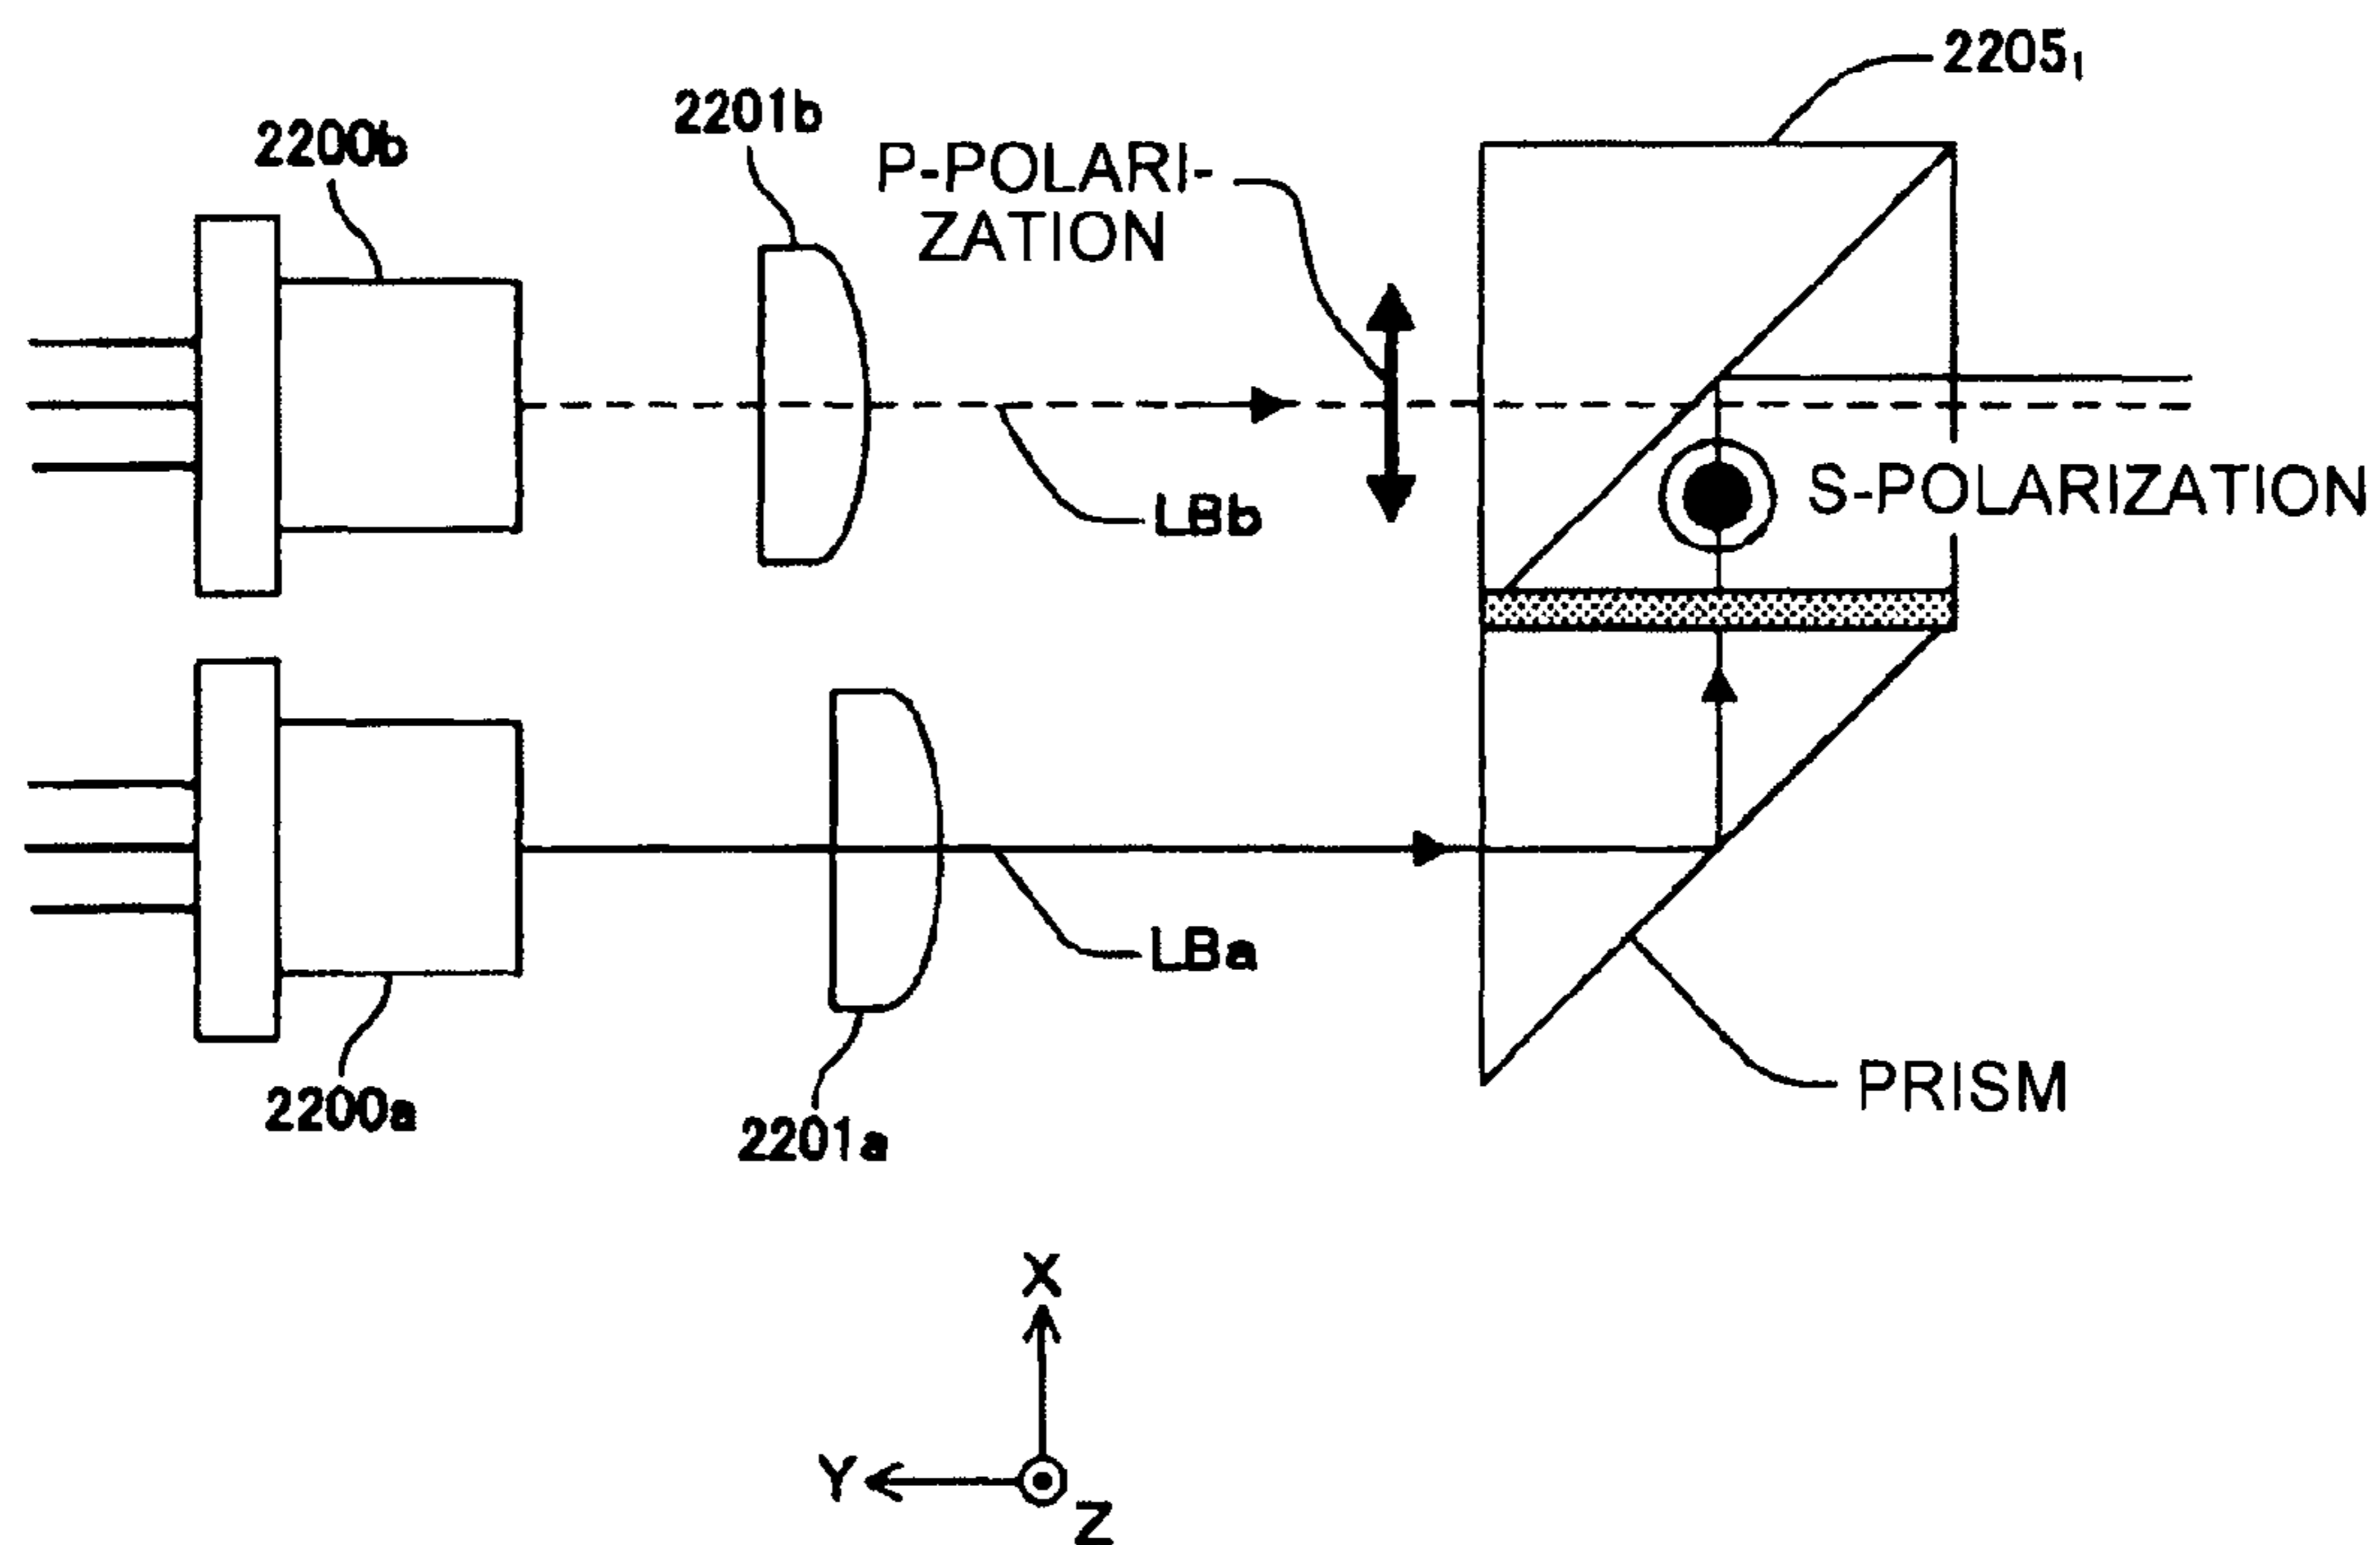 2205₁
2201b
2200b
P-POLARI-
ZATION
S-POLARIZATION
LBb
LBa
PRISM
2200a
2201a
X
Y
Z